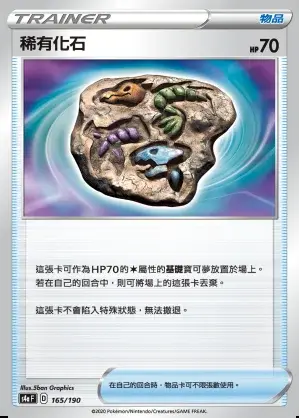 TRAINER 物品
稀有化石 HP70
這張卡可作為HP70的屬性的基礎寶可夢放置於場上。
若在自己的回合中,則可將場上的這張卡丟棄。
這張卡不會陷入特殊狀態,無法撤退。
Illus.5ban Graphics
s4a F D 165/190
在自己的回合時,物品卡可不限張數使用。
©2020 Pokémon/Nintendo/Creatures/GAME FREAK.